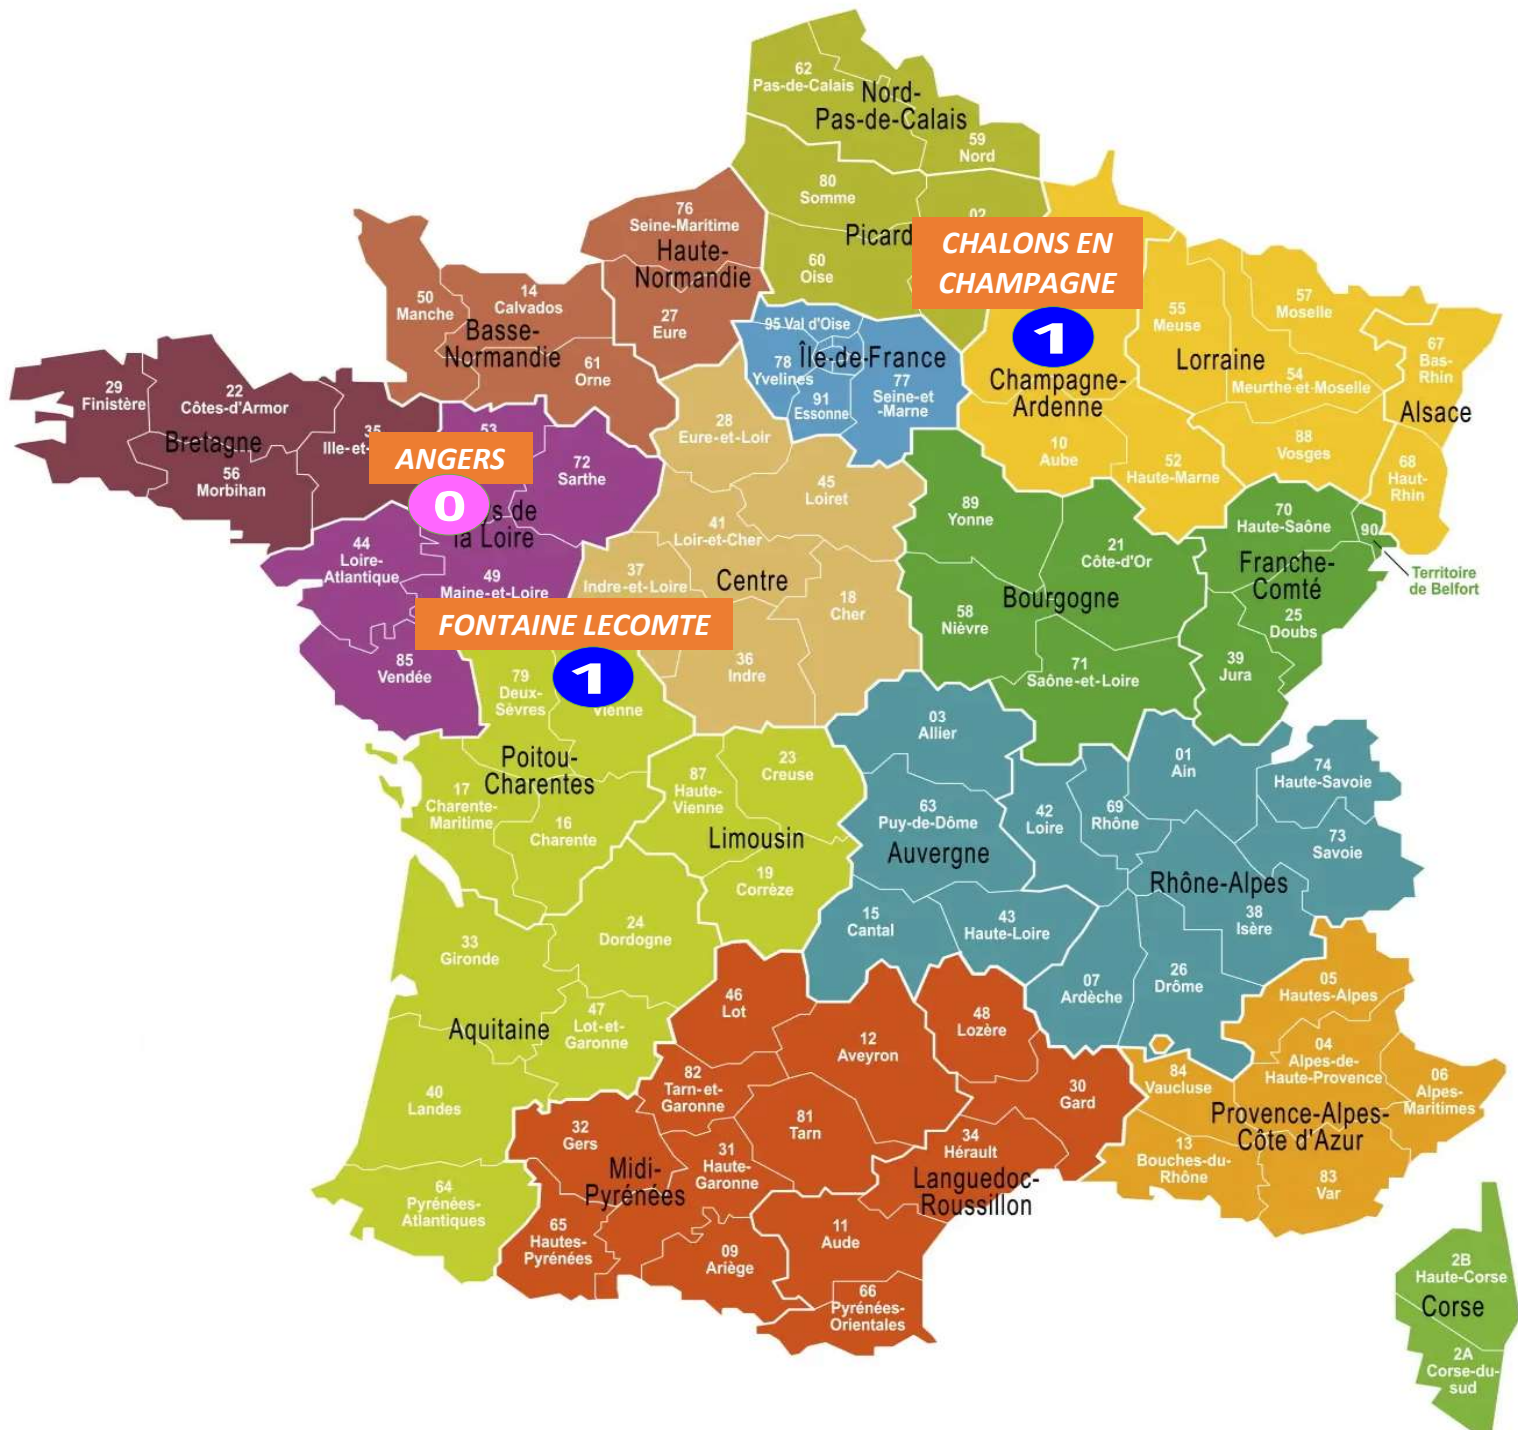 62
Pas-de-Calais
Nord-
Pas-de-Calais
59
Nord
80
Somme
02
Picard
60
Oise
CHALONS EN
CHAMPAGNE
1
76
Seine-Maritime
Haute-
Normandie
27
Eure
50
Manche
14
Calvados
Basse-
Normandie
61
Orne
95 Val d'Oise
Île-de-France
78
Yvelines
91
Essonne
77
Seine-et
-Marne
Champagne-
Ardenne
10
Aube
52
Haute-Marne
55
Meuse
57
Moselle
Lorraine
54
Meurthe et-Moselle
88
Vosges
67
Bas-
Rhin
Alsace
68
Haut-
Rhin
29
Finistère
22
Côtes-d'Armor
Bretagne
35
Ille-et-
56
Morbihan
53
ANGERS
0
72
Sarthe
s de
la Loire
44
Loire-
Atlantique
49
Maine-et-Loire
85
Vendée
28
Eure-et-Loir
45
Loiret
41
Loir-et-Cher
37
Indre-et-Loire
Centre
18
Cher
36
Indre
89
Yonne
21
Côte-d'Or
Bourgogne
58
Nièvre
71
Saône-et-Loire
70
Haute-Saône
90
Franche-
Comté
Territoire
de Belfort
25
Doubs
39
Jura
FONTAINE LECOMTE
1
79
Deux-
Sèvres
Vienne
Poitou-
Charentes
17
Charente-
Maritime
16
Charente
87
Haute-
Vienne
23
Creuse
Limousin
19
Corrèze
03
Allier
63
Puy-de-Dôme
Auvergne
15
Cantal
43
Haute-Loire
42
Loire
69
Rhône
01
Ain
74
Haute-Savoie
73
Savoie
Rhône-Alpes
38
Isère
07
Ardèche
26
Drôme
33
Gironde
24
Dordogne
Aquitaine
47
Lot-et-
Garonne
40
Landes
64
Pyrénées-
Atlantiques
46
Lot
12
Aveyron
82
Tarn-et-
Garonne
81
Tarn
32
Gers
31
Haute-
Garonne
Midi-
Pyrénées
65
Hautes-
Pyrénées
09
Ariège
48
Lozère
30
Gard
34
Hérault
Languedoc-
Roussillon
11
Aude
66
Pyrénées-
Orientales
05
Hautes-Alpes
04
Alpes-de-
Haute-Provence
06
Alpes-
Maritimes
84
Vaucluse
Provence-Alpes-
Côte d'Azur
13
Bouches-du-
Rhône
83
Var
2B
Haute-Corse
Corse
2A
Corse-du-
sud